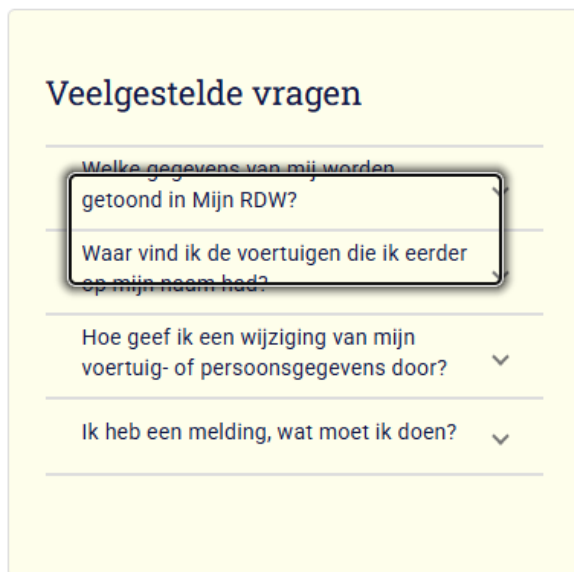 Veelgestelde vragen
Welke gegevens van mij worden
getoond in Mijn RDW?
Waar vind ik de voertuigen die ik eerder
op mijn naam had?
Hoe geef ik een wijziging van mijn
voertuig- of persoonsgegevens door?
Ik heb een melding, wat moet ik doen?